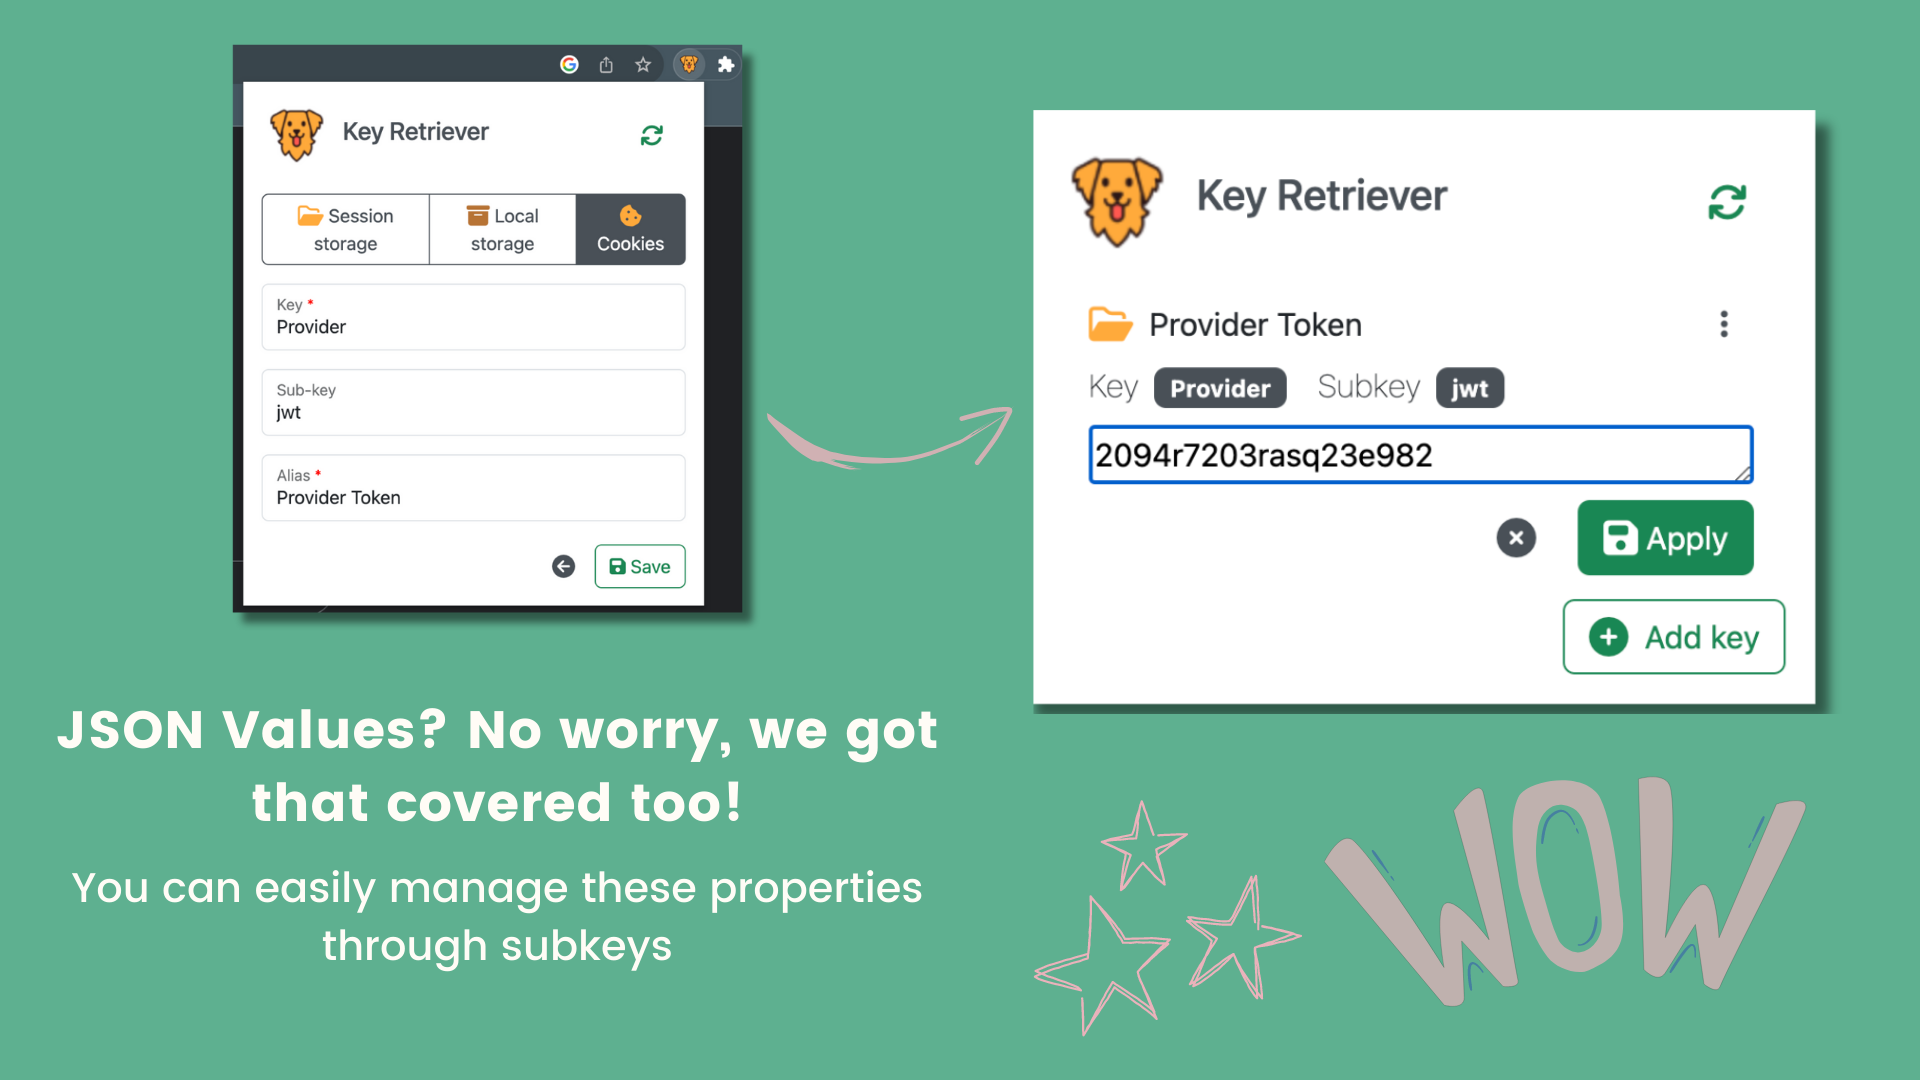 Key Retriever
Session
storage
Local
storage
Cookies
Key *
Provider
Sub-key
jwt
Alias *
Provider Token
Save
Key Retriever
Provider Token
Key Provider Subkey jwt
2094r7203rasq23e982
Apply
Add key
JSON Values? No worry, we got
that covered too!
You can easily manage these properties
through subkeys
WOW